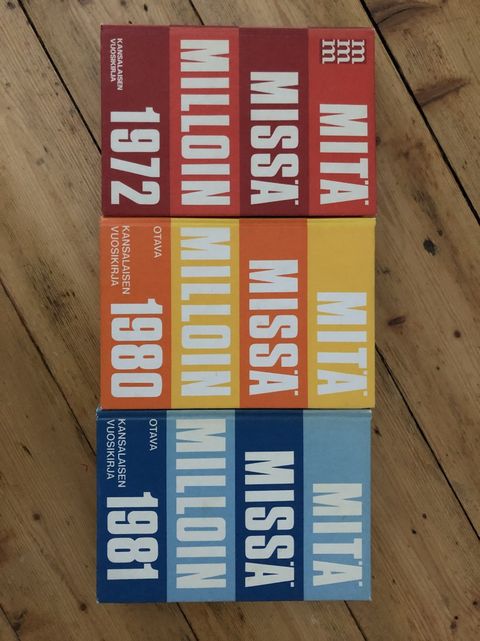 mmm
MITÄ
MISSÄ
MILLOIN
KANSALAISEN
VUOSIKIRJA
1972
MITÄ
MISSÄ
OTAVA
MILLOIN
KANSALAISEN
VUOSIKIRJA
1980
MITÄ
MISSÄ
OTAVA
MILLOIN
KANSALAISEN
VUOSIKIRJA
1981